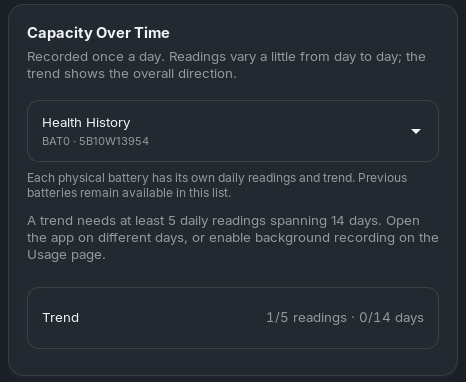 Capacity Over Time
Recorded once a day. Readings vary a little from day to day; the
trend shows the overall direction.
Health History
BAT0 · 5B10W13954
Each physical battery has its own daily readings and trend. Previous
batteries remain available in this list.
A trend needs at least 5 daily readings spanning 14 days. Open
the app on different days, or enable background recording on the
Usage page.
Trend 1/5 readings · 0/14 days